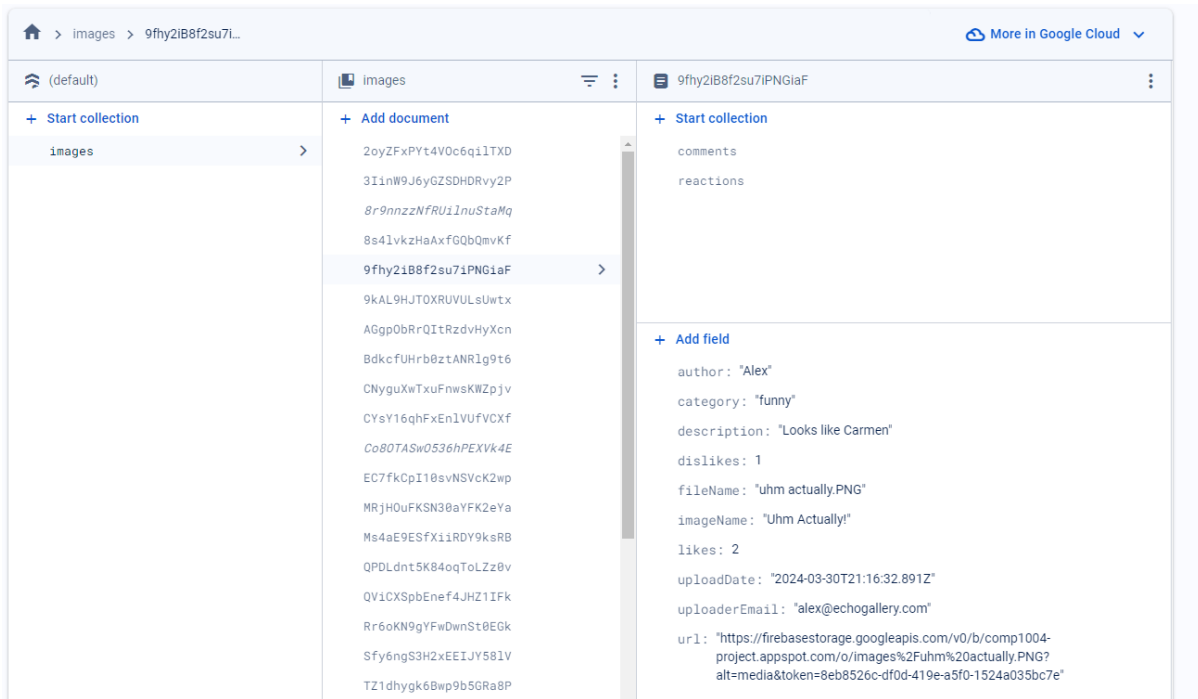 images > 9fhy2iB8f2su7i...
More in Google Cloud
(default)
images
9fhy2iB8f2su7iPNGiaF
+ Start collection
+ Add document
+ Start collection
images
2oyZFxPYt4VOc6qilTXD
3IinW9J6yGZSDHDRvy2P
8r9nnzzNfRUilnuStaMq
8s4lvkzHaAxfGQbQmvKf
9fhy2iB8f2su7iPNGiaF
9kAL9HJTOXRUVULsUwtx
AGgpObRrQItRzdvHyXcn
BdkcfUHrb0ztANRlg9t6
CNyguXwTxuFnwsKWZpjv
CYsY16qhFxEnlVUfVCXf
Co8OTASwO536hPEXVk4E
EC7fkCpI10svNSVcK2wp
MRjHOuFKSN30aYFK2eYa
Ms4aE9ESfXiiRDY9ksRB
QPDLdnt5K84oqToLZz0v
QViCXSpbEnef4JHZ1IFk
Rr6oKN9gYFwDwnSt0EGk
Sfy6ngS3H2xEEIJY58lV
TZ1dhygk6Bwp9b5GRa8P
comments
reactions
+ Add field
author: "Alex"
category: "funny"
description: "Looks like Carmen"
dislikes: 1
fileName: "uhm actually.PNG"
imageName: "Uhm Actually!"
likes: 2
uploadDate: "2024-03-30T21:16:32.891Z"
uploaderEmail: "alex@echogallery.com"
url: "https://firebasestorage.googleapis.com/v0/b/comp1004-
project.appspot.com/o/images%2Fuhm%20actually.PNG?
alt=media&token=8eb8526c-df0d-419e-a5f0-1524a035bc7e"